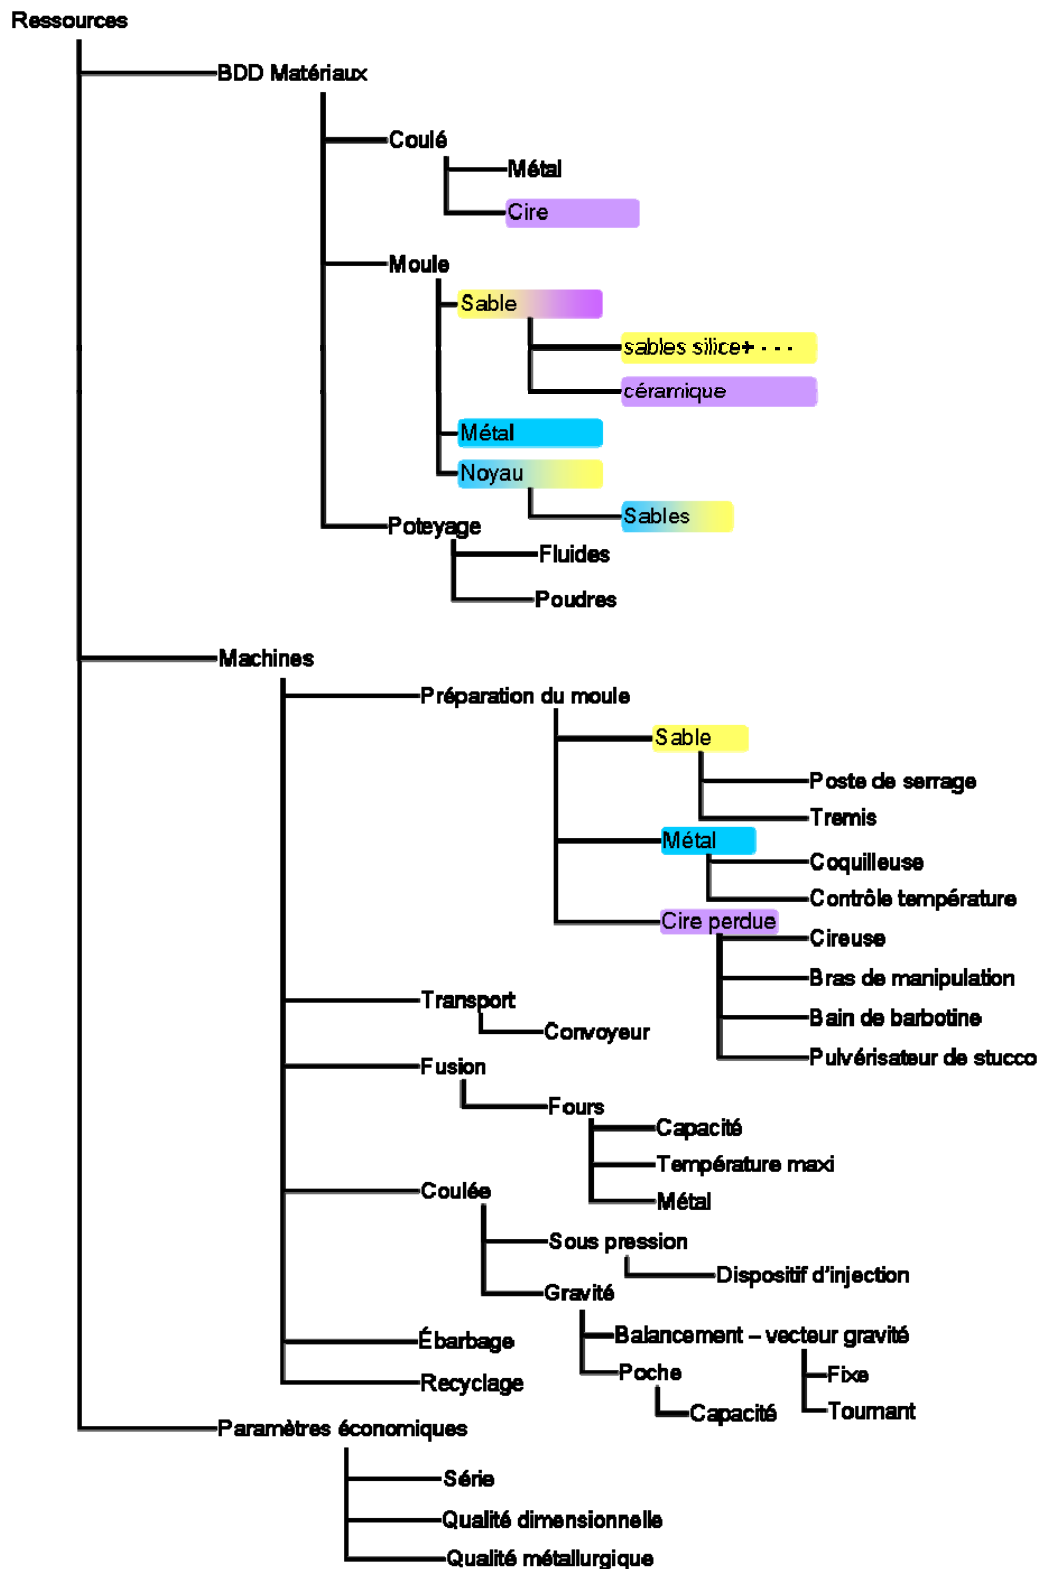 Ressources
BDD Matériaux
Coulé
Métal
Cire
Moule
Sable
sables silice+ - - -
céramique
Métal
Noyau
Sables
Poteyage
Fluides
Poudres
Machines
Préparation du moule
Sable
Poste de serrage
Tremis
Métal
Coquilleuse
Contrôle température
Cire perdue
Cireuse
Bras de manipulation
Bain de barbotine
Pulvérisateur de stucco
Transport
Convoyeur
Fusion
Fours
Capacité
Température maxi
Métal
Coulée
Sous pression
Dispositif d'injection
Gravité
Balancement – vecteur gravité
Fixe
Tournant
Poche
Capacité
Ébarbage
Recyclage
Paramètres économiques
Série
Qualité dimensionnelle
Qualité métallurgique